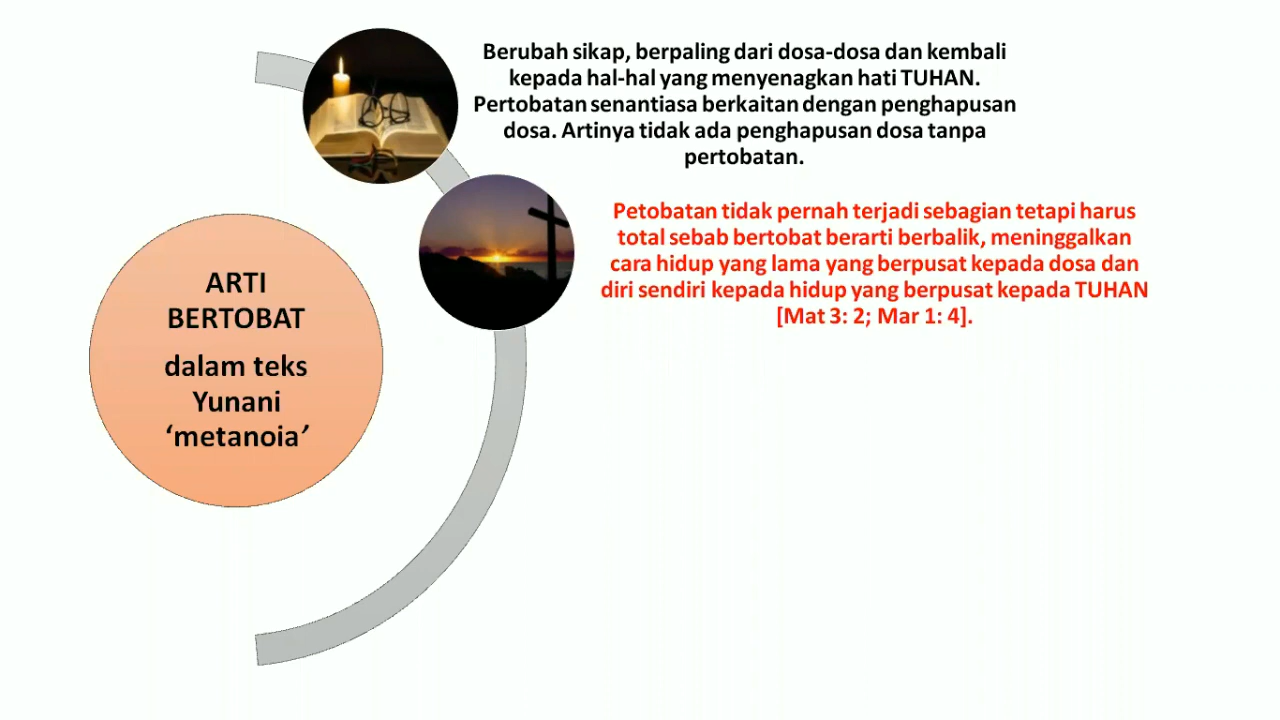 Berubah sikap, berpaling dari dosa-dosa dan kembali
kepada hal-hal yang menyenagkan hati TUHAN.
Pertobatan senantiasa berkaitan dengan penghapusan
dosa. Artinya tidak ada penghapusan dosa tanpa
pertobatan.
Petobatan tidak pernah terjadi sebagian tetapi harus
total sebab bertobat berarti berbalik, meninggalkan
cara hidup yang lama yang berpusat kepada dosa dan
diri sendiri kepada hidup yang berpusat kepada TUHAN
[Mat 3: 2; Mar 1: 4].
ARTI
BERTOBAT
dalam teks
Yunani
‘metanoia’